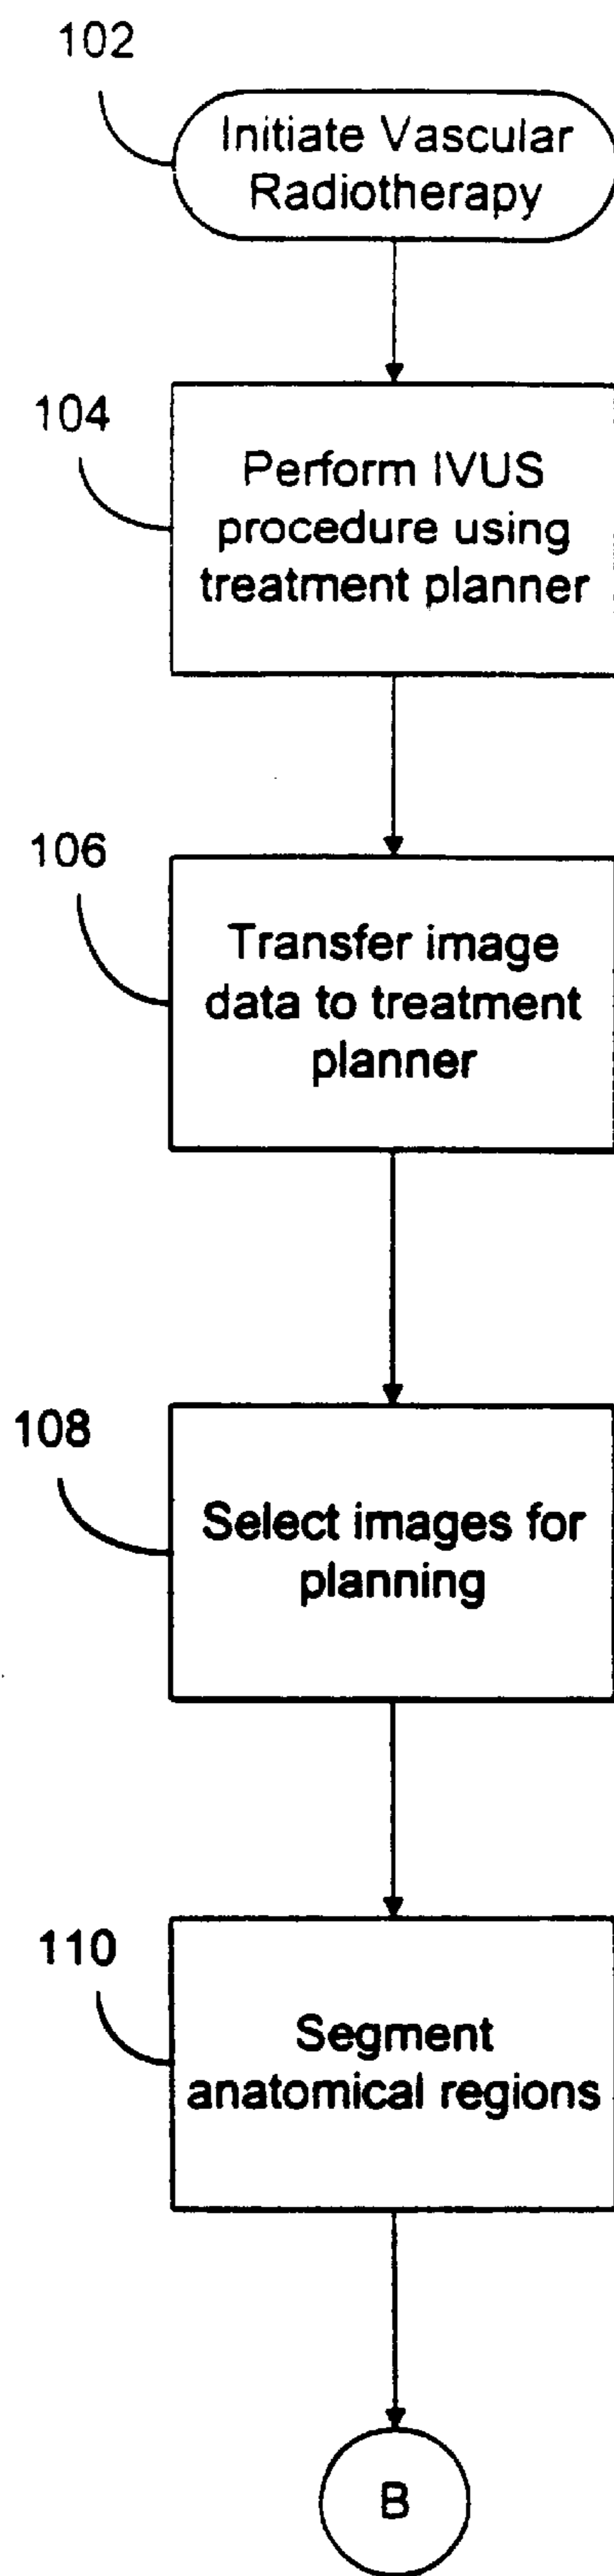 102
Initiate Vascular
Radiotherapy
104
Perform IVUS
procedure using
treatment planner
106
Transfer image
data to treatment
planner
108
Select images for
planning
110
Segment
anatomical regions
B